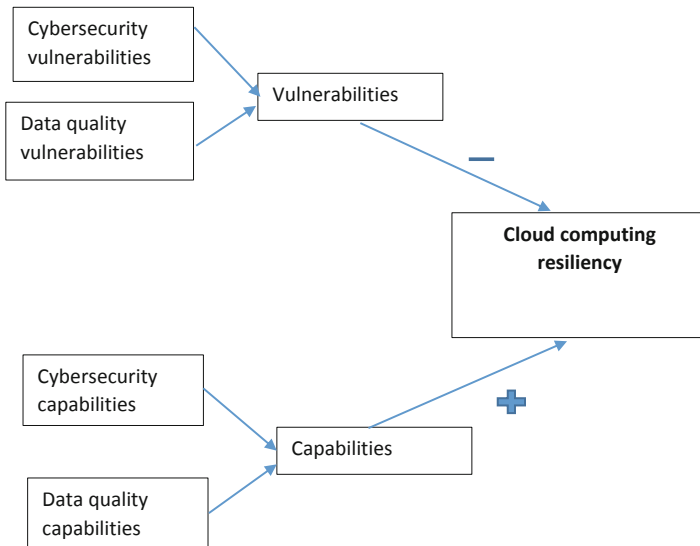 Cybersecurity
vulnerabilities
Data quality
vulnerabilities
Vulnerabilities
Cloud computing
resiliency
Cybersecurity
capabilities
Capabilities
Data quality
capabilities